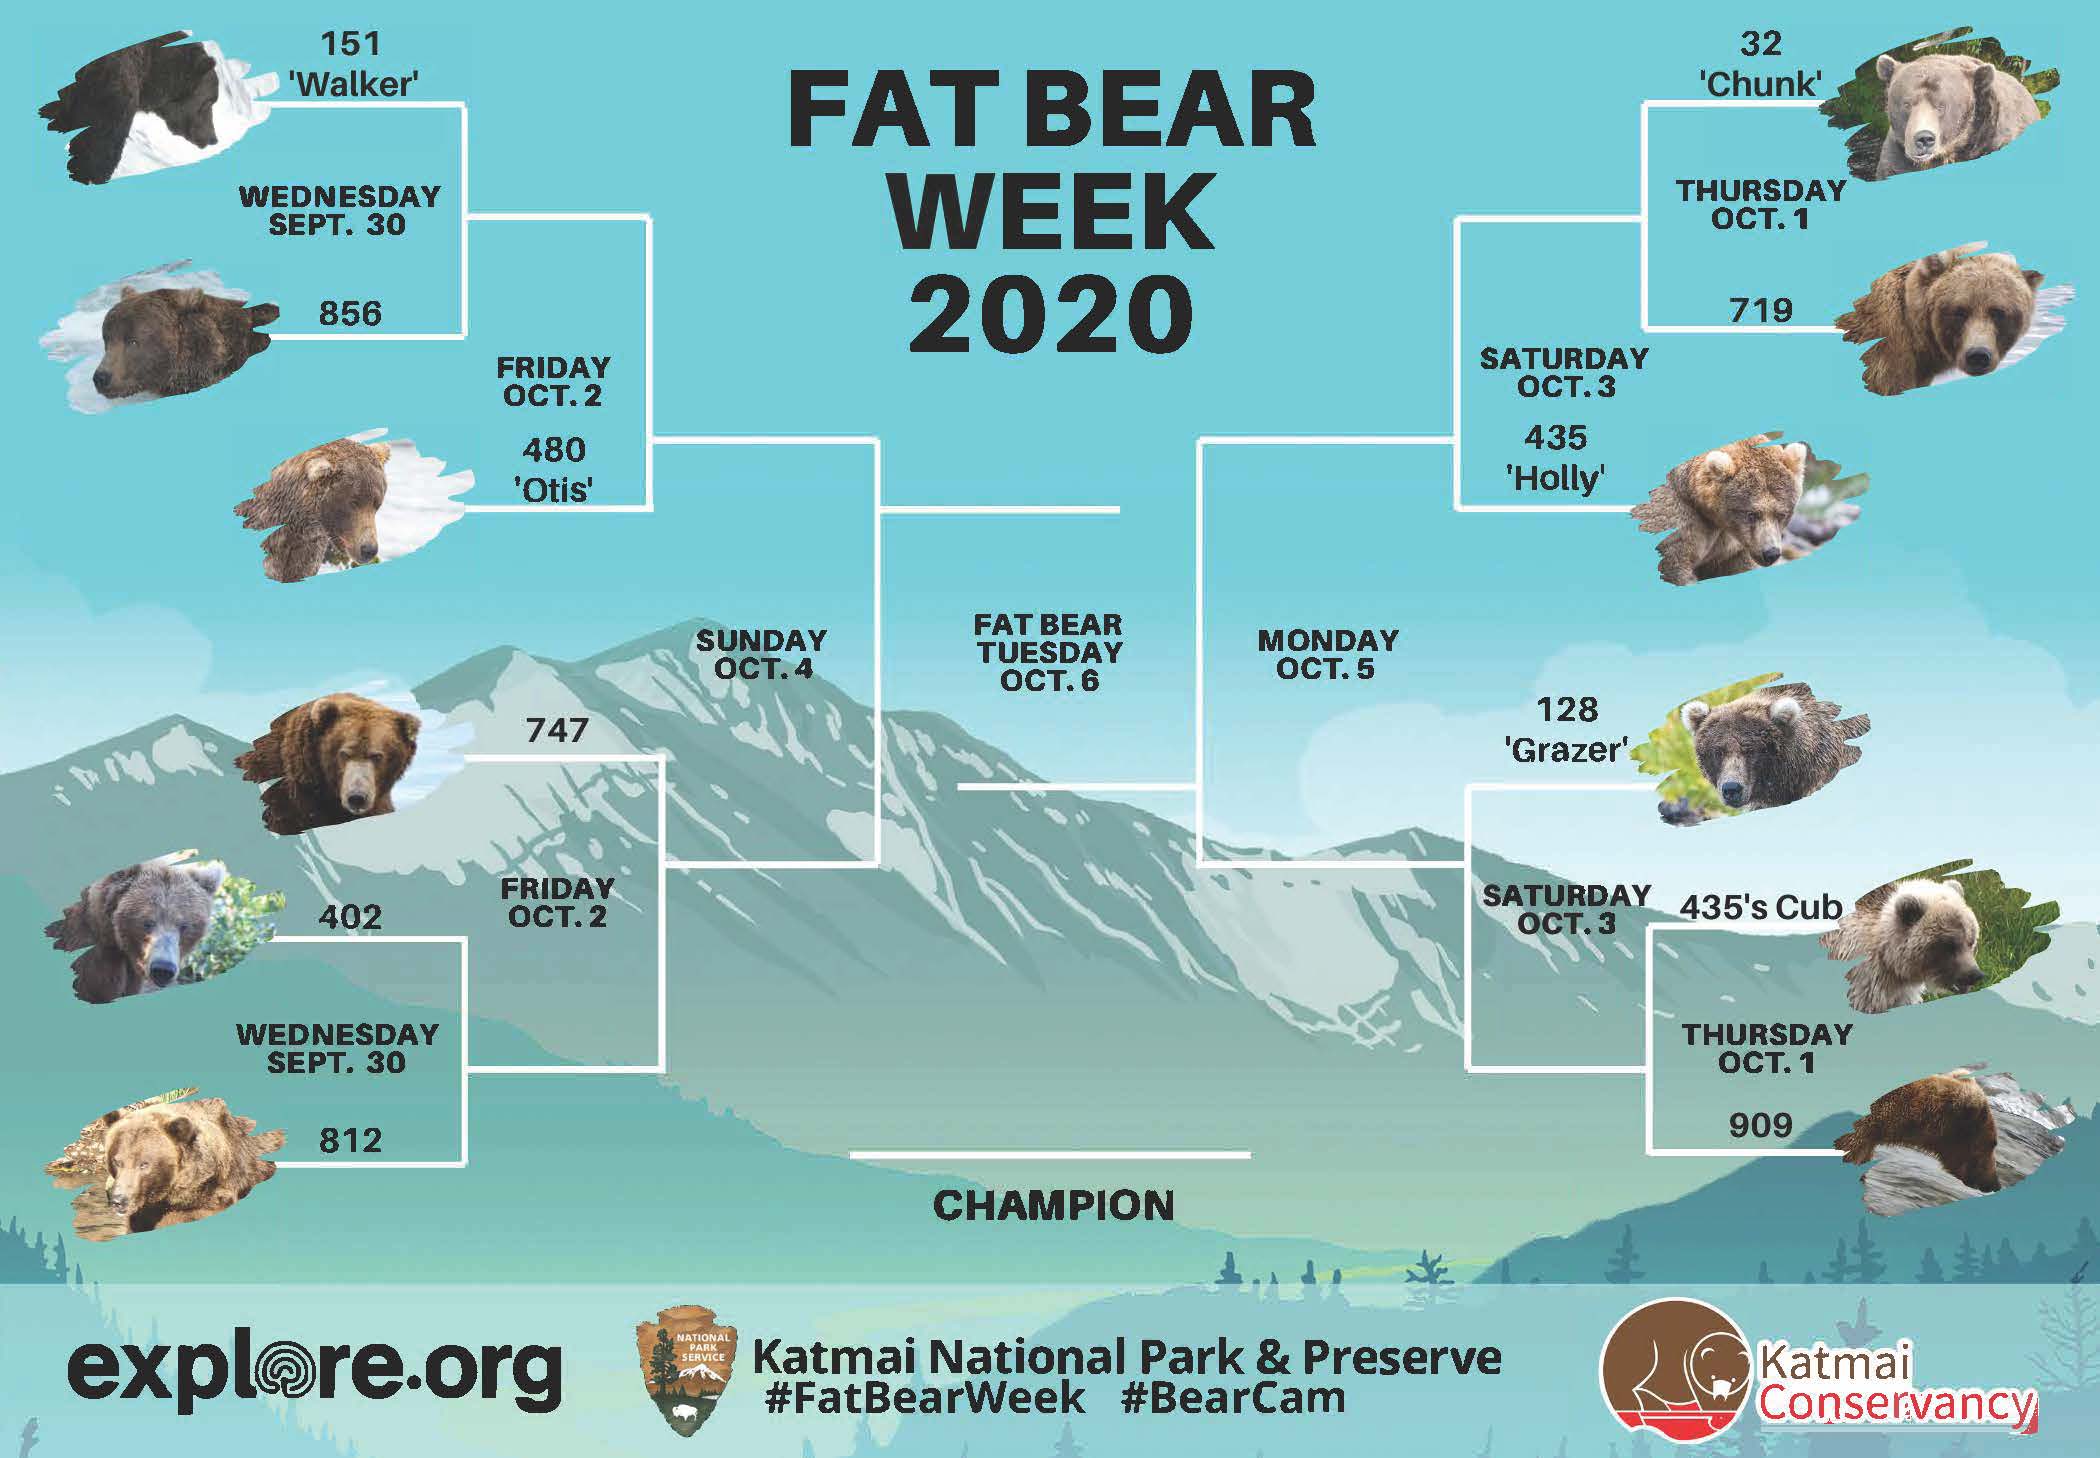 FAT BEAR
WEEK
2020
151
'Walker'
WEDNESDAY
SEPT. 30
856
FRIDAY
OCT. 2
480
'Otis'
SUNDAY
OCT. 4
747
402
FRIDAY
OCT. 2
WEDNESDAY
SEPT. 30
812
FAT BEAR
TUESDAY
OCT. 6
32
'Chunk'
THURSDAY
OCT. 1
719
SATURDAY
OCT. 3
435
'Holly'
MONDAY
OCT. 5
128
'Grazer'
SATURDAY
OCT. 3
435's Cub
THURSDAY
OCT. 1
909
CHAMPION
explore.org
NATIONAL
PARK
SERVICE
Katmai National Park & Preserve
#FatBearWeek #BearCam
Katmai
Conservancy